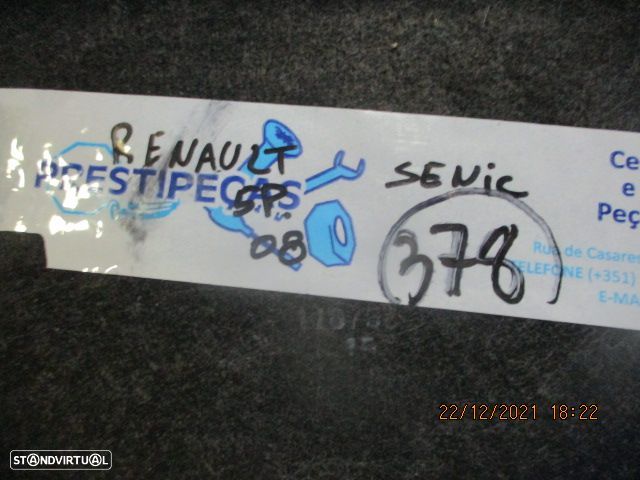 RENAULT
PRESTIPEÇAS
5P.
08
SENIC
378
Ce
e
Peç
Rua de Casare
TELEFONE (+351)
E-MA
22/12/2021 18:22
STANDVIRTUAL